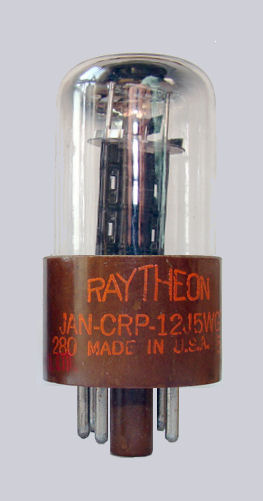 RAYTHEON
JAN-CRP-12J5WG
280 MADE IN U.S.A.